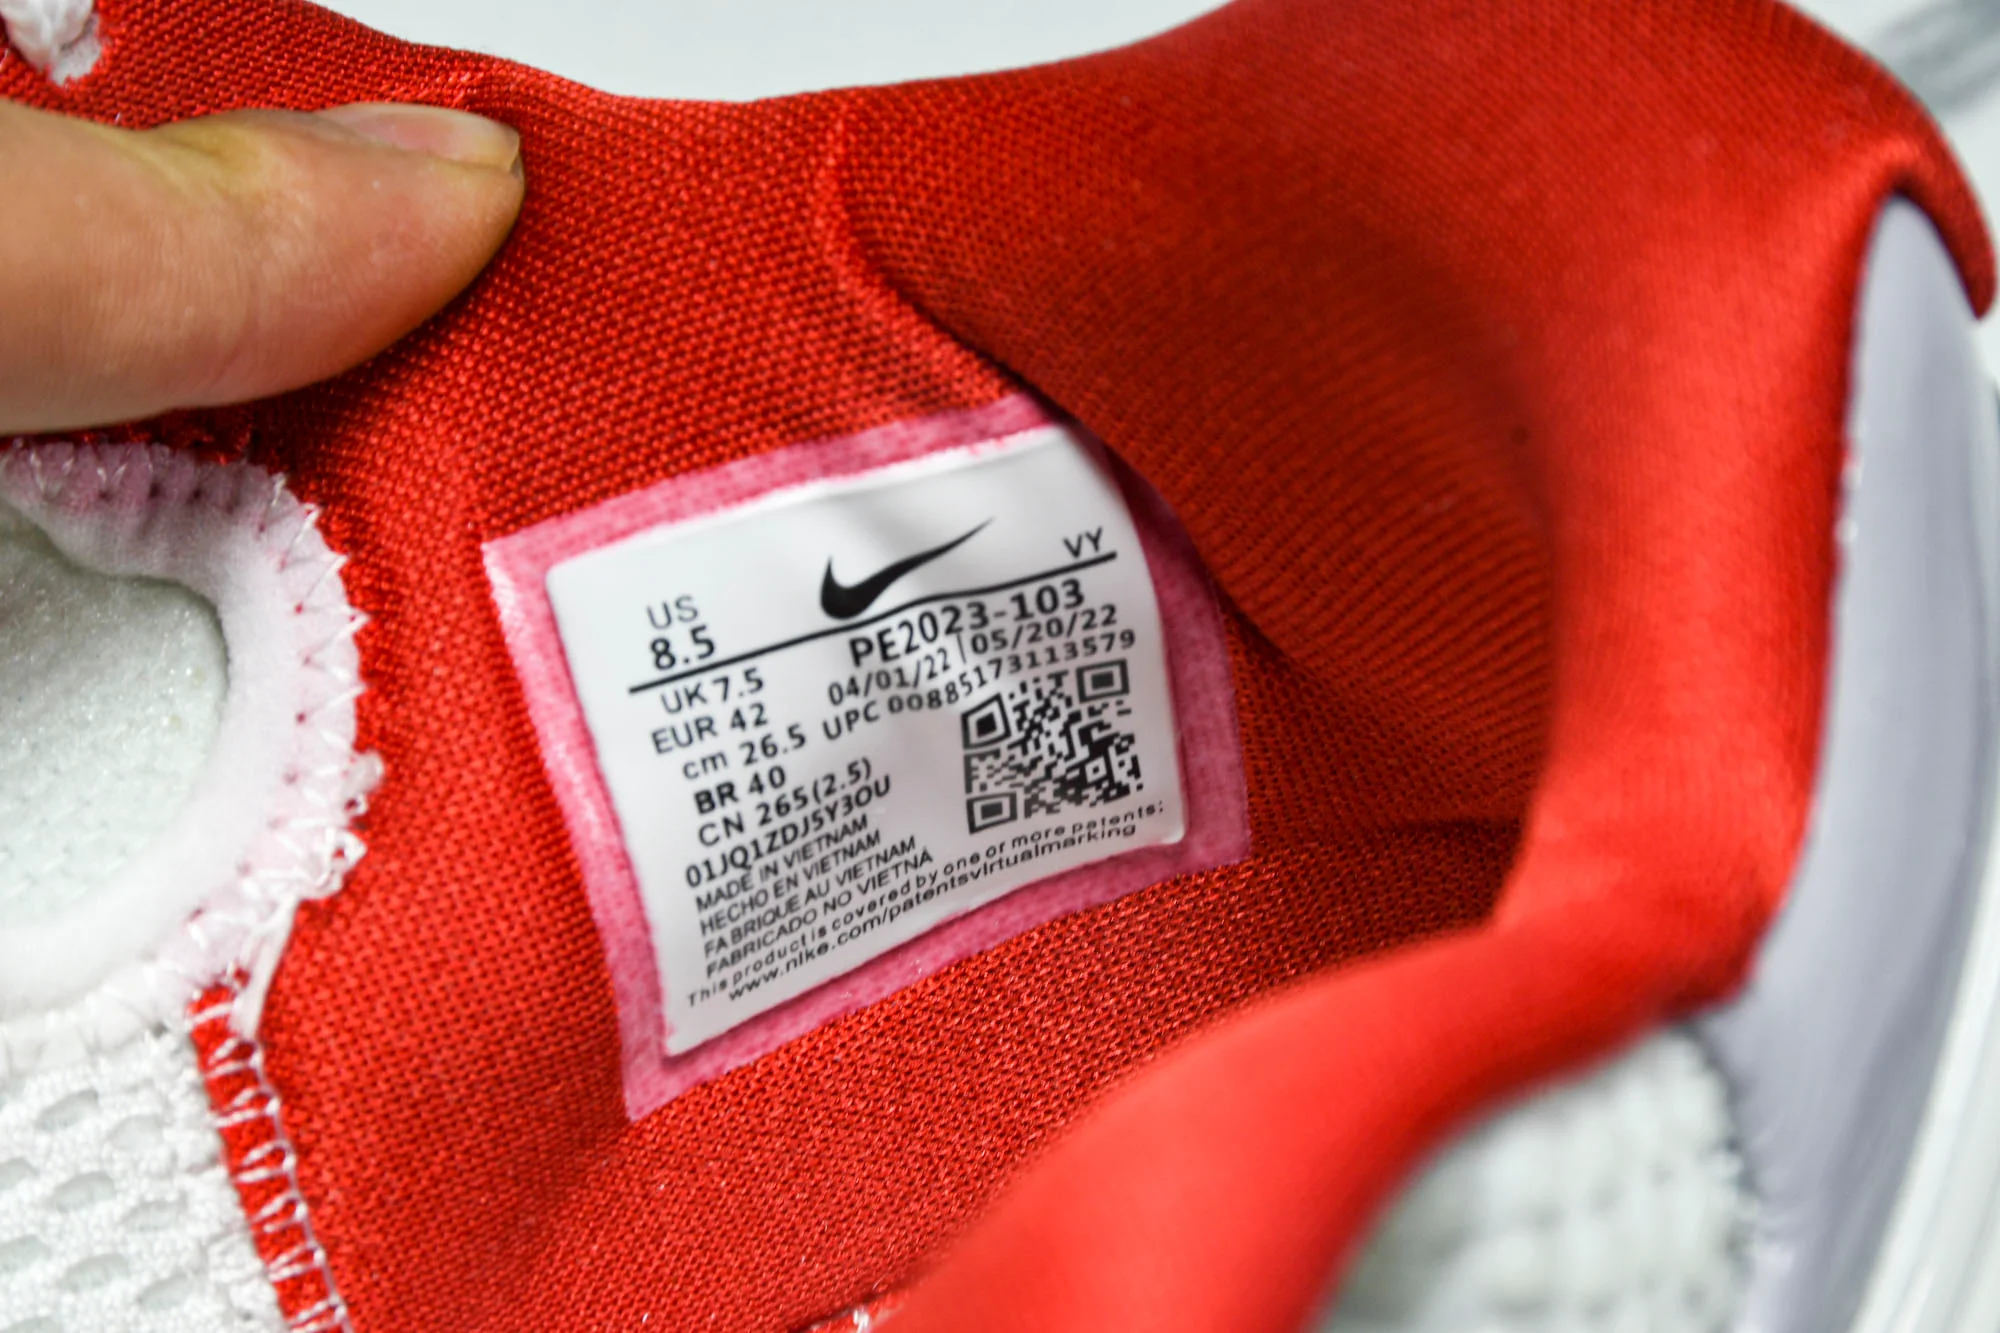 US
8.5
VY
PE2023-103
UK 7.5
04/01/22 | 05/20/22
EUR 42
UPC 00885173113579
cm 26.5
BR 40
CN 265(2.5)
01JQ1ZDJ5Y3OU
MADE IN VIETNAM
HECHO EN VIETNAM
FABRIQUE AU VIETNAM
FABRICADO NO VIETNÃ
This product is covered by one or more patents:
www.nike.com/patentsvirtualmarking